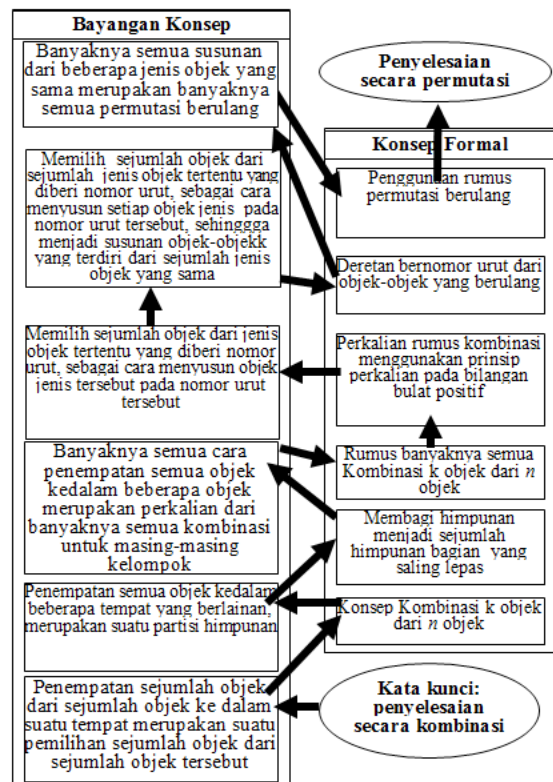 Bayangan Konsep
Banyaknya semua susunan
dari beberapa jenis objek yang
sama merupakan banyaknya
semua permutasi berulang
Memilih sejumlah objek dari
sejumlah jenis objek tertentu yang
diberi nomor urut, sebagai cara
menyusun setiap objek jenis pada
nomor urut tersebut, sehinggga
menjadi susunan objek-objekk
yang terdiri dari sejumlah jenis
objek yang sama
Memilih sejumlah objek dari jenis
objek tertentu yang diberi nomor
urut, sebagai cara menyusun objek
jenis tersebut pada nomor urut
tersebut
Banyaknya semua cara
penempatan semua objek
kedalam beberapa objek
merupakan perkalian dari
banyaknya semua kombinasi
untuk masing-masing
kelompok
Penempatan semua objek kedalam
beberapa tempat yang berlainan,
merupakan suatu partisi himpunan
Penempatan sejumlah objek
dari sejumlah objek ke dalam
suatu tempat merupakan suatu
pemilihan sejumlah objek dari
sejumlah objek tersebut
Penyelesaian
secara permutasi
Konsep Formal
Penggunaan rumus
permutasi berulang
Deretan bernomor urut dari
objek-objek yang berulang
Perkalian rumus kombinasi
menggunakan prinsip
perkalian pada bilangan
bulat positif
Rumus banyaknya semua
Kombinasi k objek dari n
objek
Membagi himpunan
menjadi sejumlah
himpunan bagian yang
saling lepas
Konsep Kombinasi k objek
dari n objek
Kata kunci:
penyelesaian
secara kombinasi